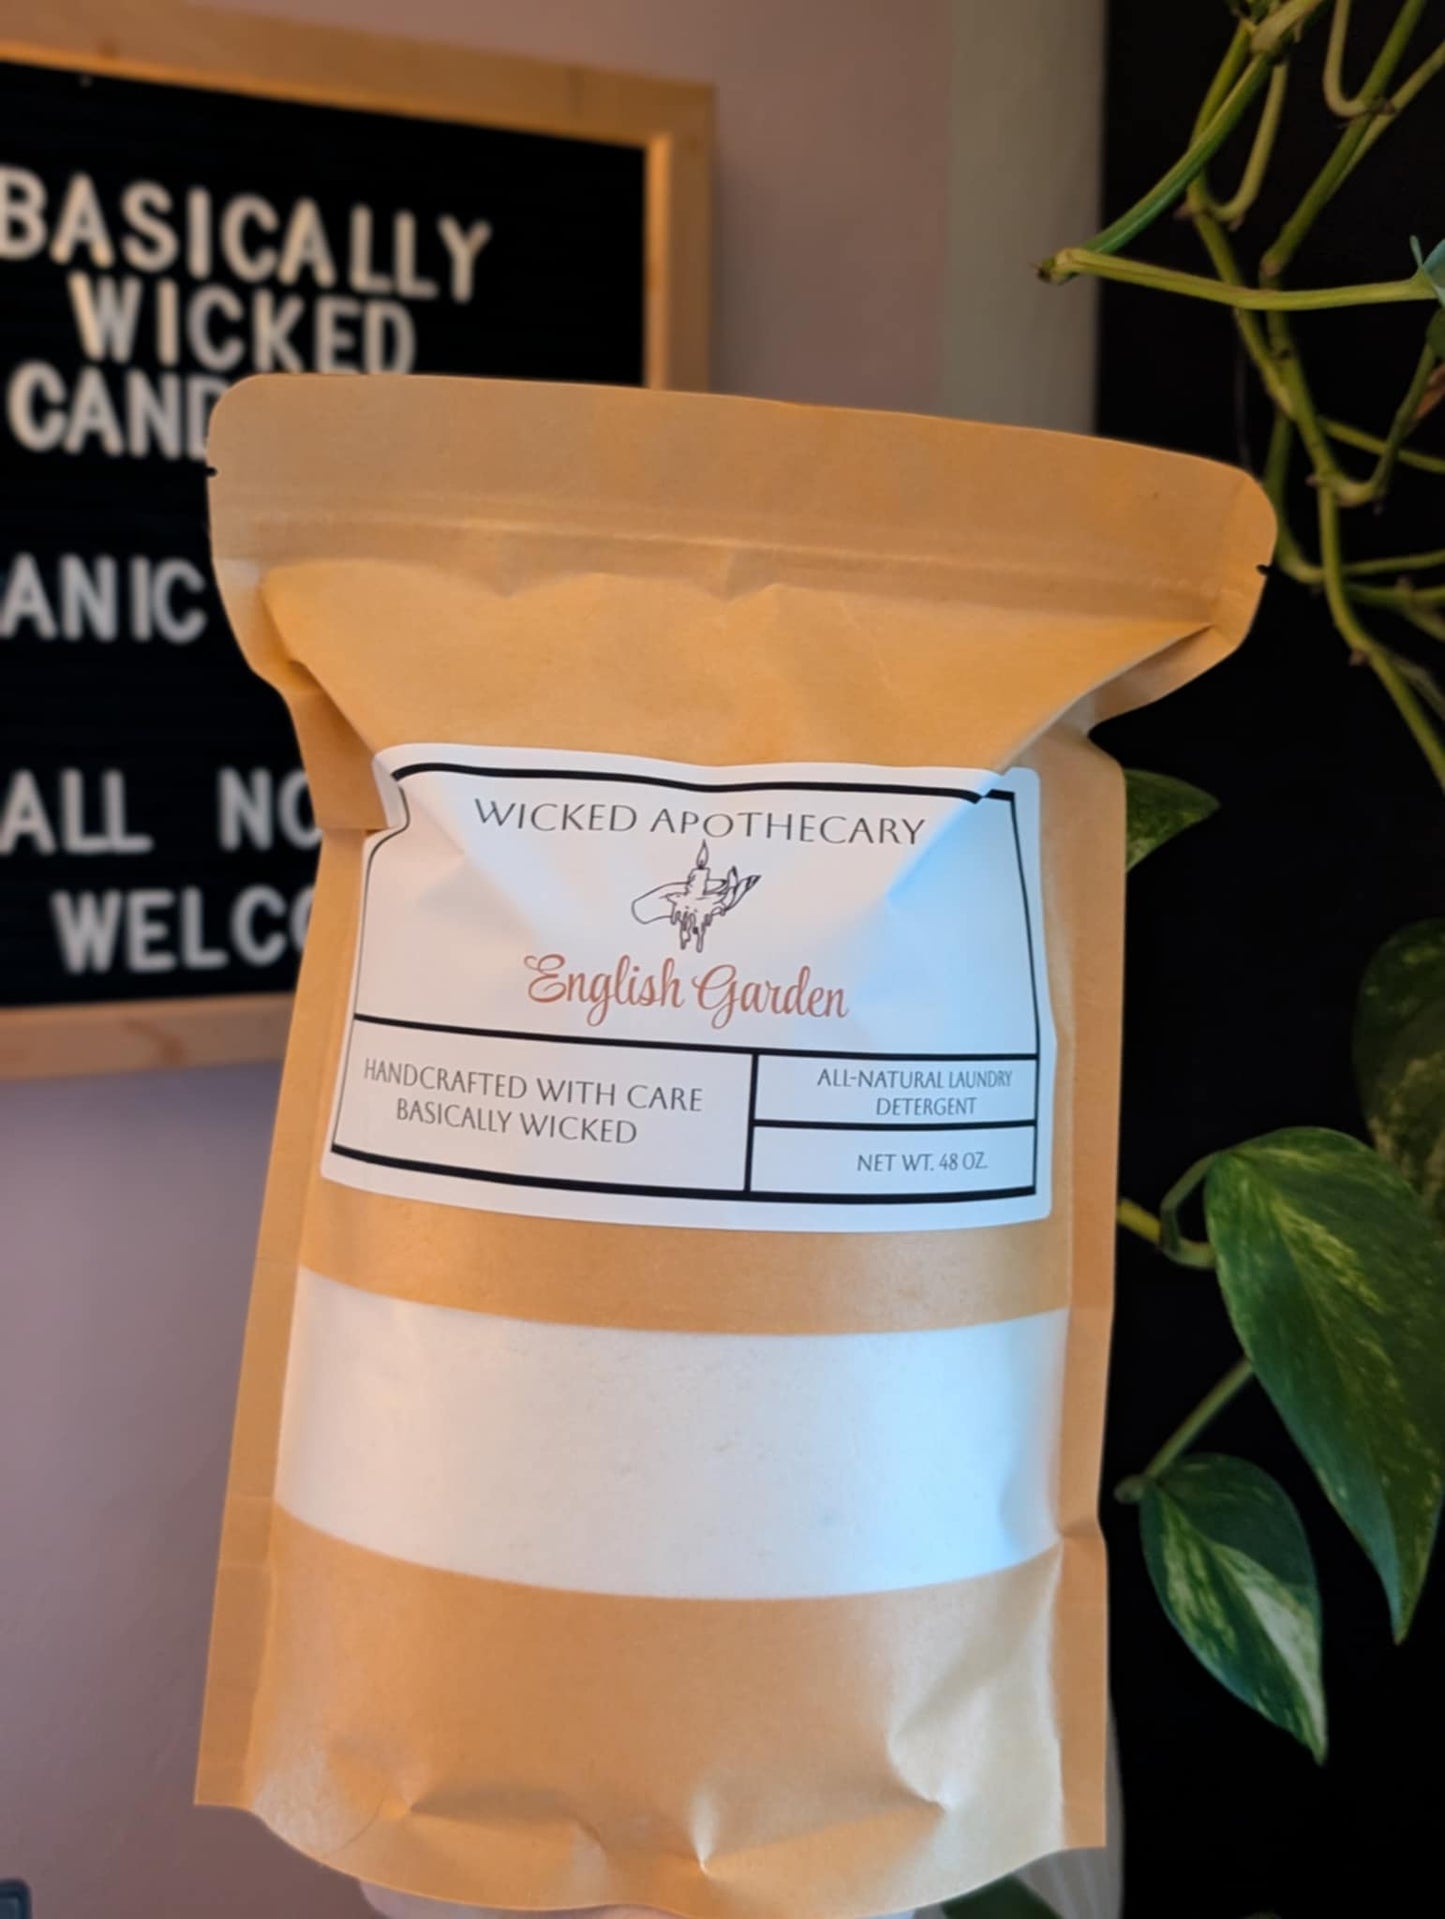 BASICALLY
WICKED
ALL
WICKED APOTHECARY
English Garden
HANDCRAFTED WITH CARE
BASICALLY WICKED
ALL-NATURAL LAUNDRY
DETERGENT
NET WT. 48 OZ.